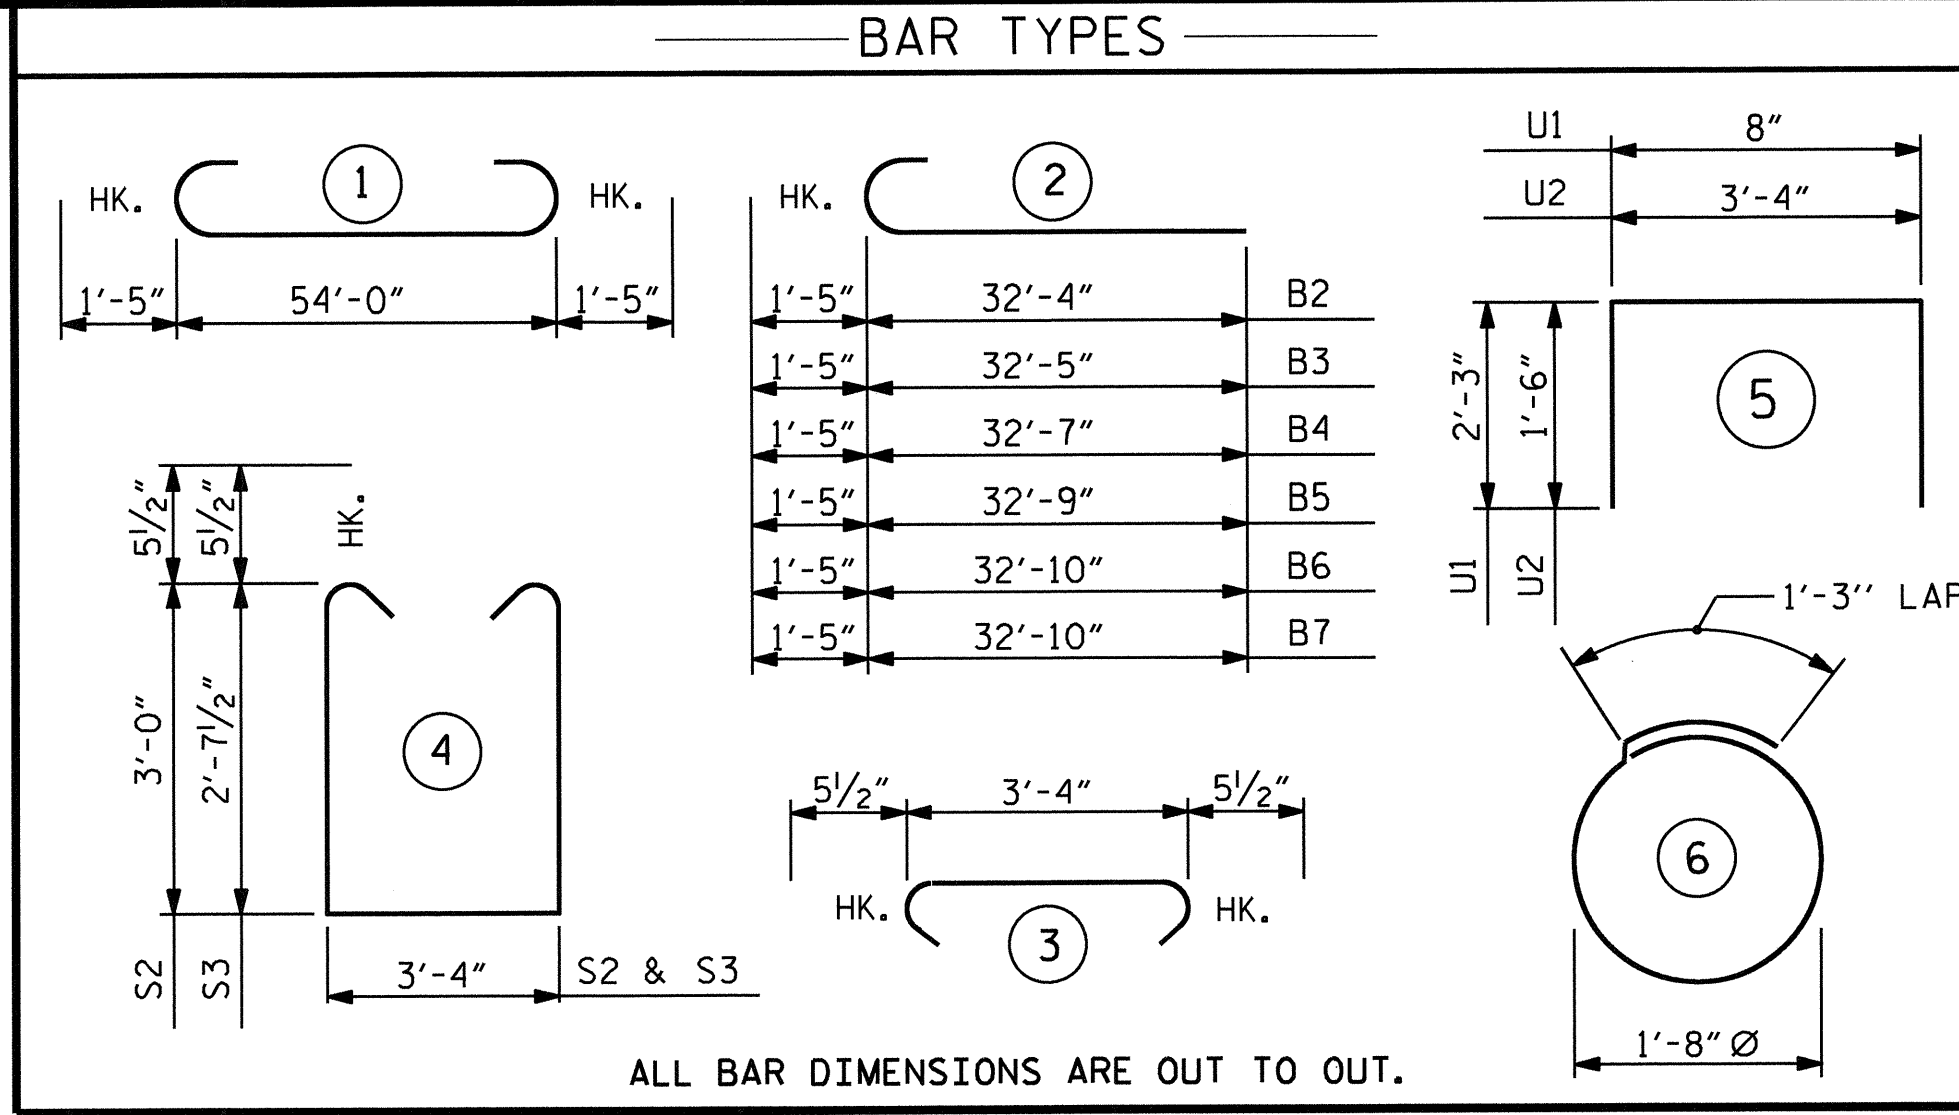 BAR TYPES
HK. 1 HK.
1'-5" 54'-0" 1'-5"
HK. 2
1'-5" 32'-4" B2
1'-5" 32'-5" B3
1'-5" 32'-7" B4
1'-5" 32'-9" B5
1'-5" 32'-10" B6
1'-5" 32'-10" B7
U1 8"
U2 3'-4"
2'-3" 1'-6" 5
U1 U2
5½" 5½" HK.
3'-0" 2'-7½" 4
S2 S3
3'-4" S2 & S3
5½" 3'-4" 5½"
HK. 3 HK.
1'-3'' LAP
6
1'-8" Ø
ALL BAR DIMENSIONS ARE OUT TO OUT.